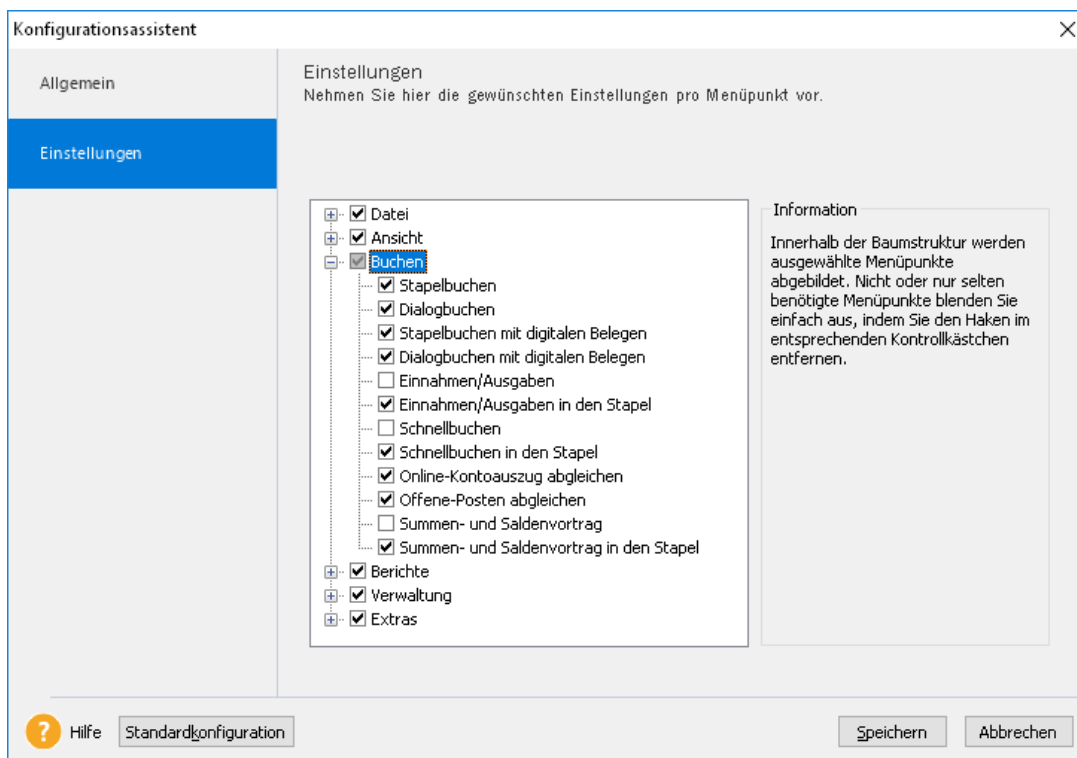 Konfigurationsassistent
Allgemein
Einstellungen
Einstellungen
Nehmen Sie hier die gewünschten Einstellungen pro Menüpunkt vor.
Datei
Ansicht
Buchen
Stapelbuchen
Dialogbuchen
Stapelbuchen mit digitalen Belegen
Dialogbuchen mit digitalen Belegen
Einnahmen/Ausgaben
Einnahmen/Ausgaben in den Stapel
Schnellbuchen
Schnellbuchen in den Stapel
Online-Kontoauszug abgleichen
Offene-Posten abgleichen
Summen- und Saldenvortrag
Summen- und Saldenvortrag in den Stapel
Berichte
Verwaltung
Extras
Information
Innerhalb der Baumstruktur werden
ausgewählte Menüpunkte
abgebildet. Nicht oder nur selten
benötigte Menüpunkte blenden Sie
einfach aus, indem Sie den Haken im
entsprechenden Kontrollkästchen
entfernen.
?
Hilfe
Standardkonfiguration
Speichern
Abbrechen